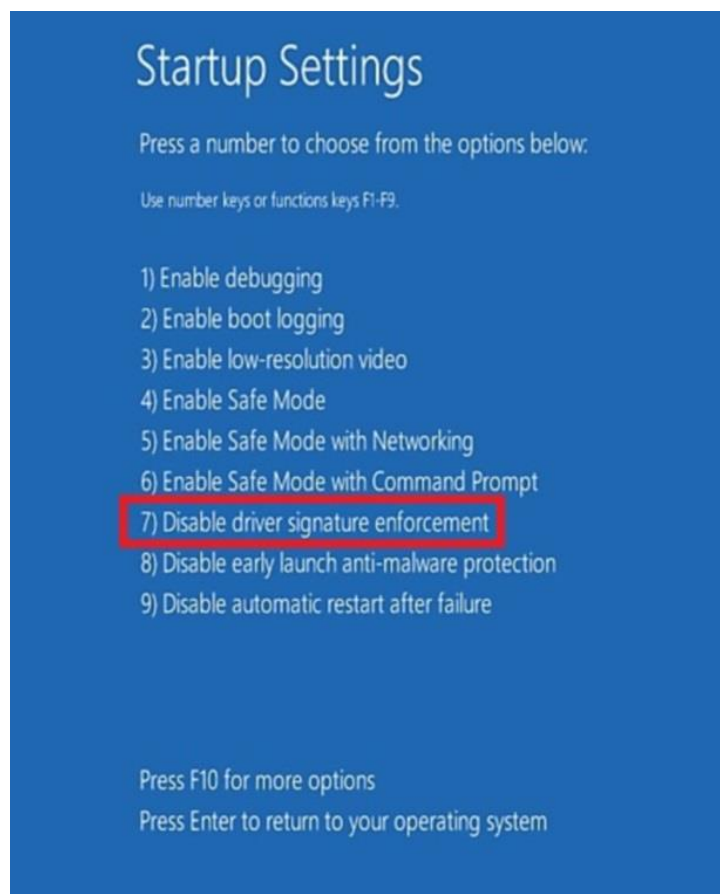 Startup Settings
Press a number to choose from the options below:
Use number keys or functions keys F1-F9.
1) Enable debugging
2) Enable boot logging
3) Enable low-resolution video
4) Enable Safe Mode
5) Enable Safe Mode with Networking
6) Enable Safe Mode with Command Prompt
7) Disable driver signature enforcement
8) Disable early launch anti-malware protection
9) Disable automatic restart after failure
Press F10 for more options
Press Enter to return to your operating system